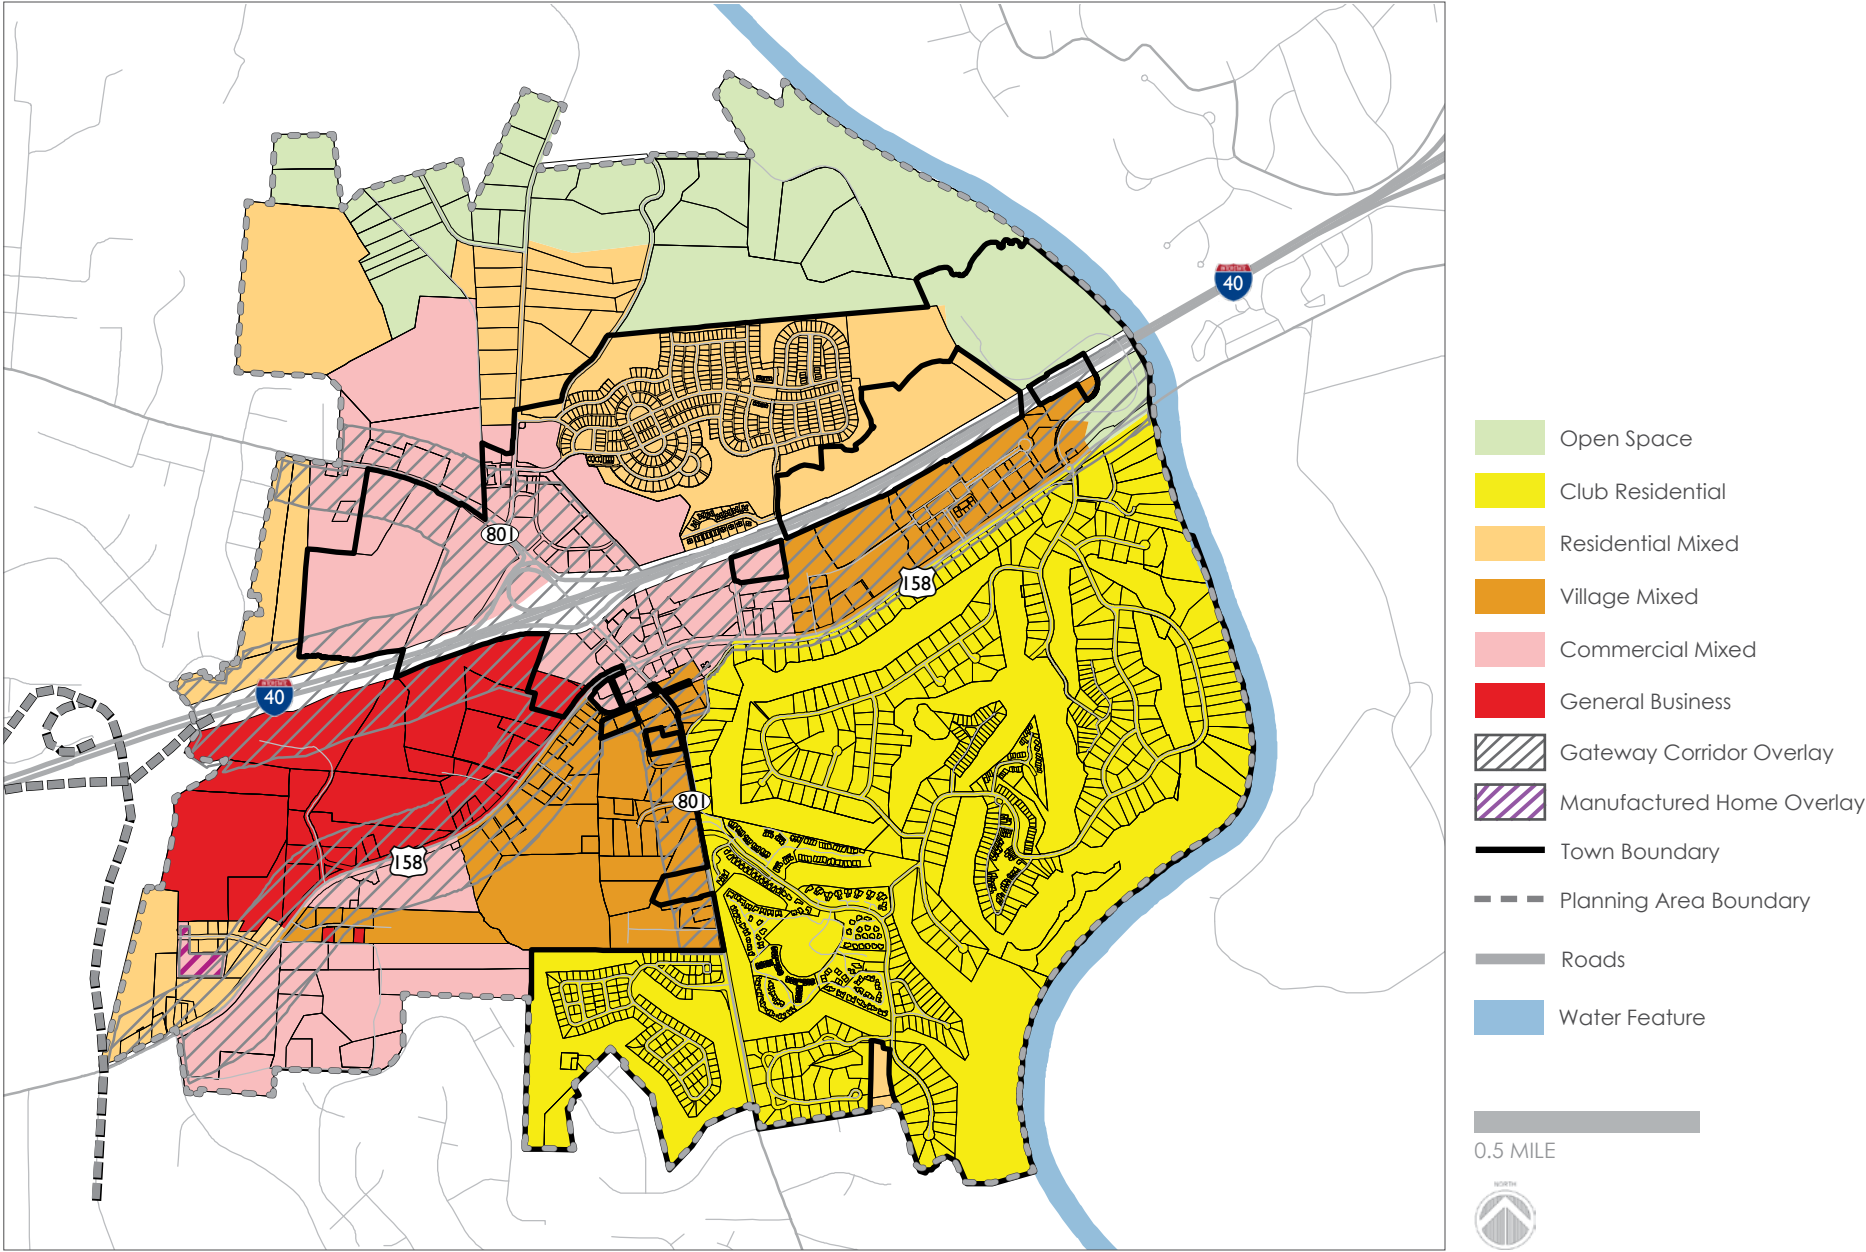 40
801
158
40
801
158
Open Space
Club Residential
Residential Mixed
Village Mixed
Commercial Mixed
General Business
Gateway Corridor Overlay
Manufactured Home Overlay
Town Boundary
Planning Area Boundary
Roads
Water Feature
0.5 MILE
NORTH